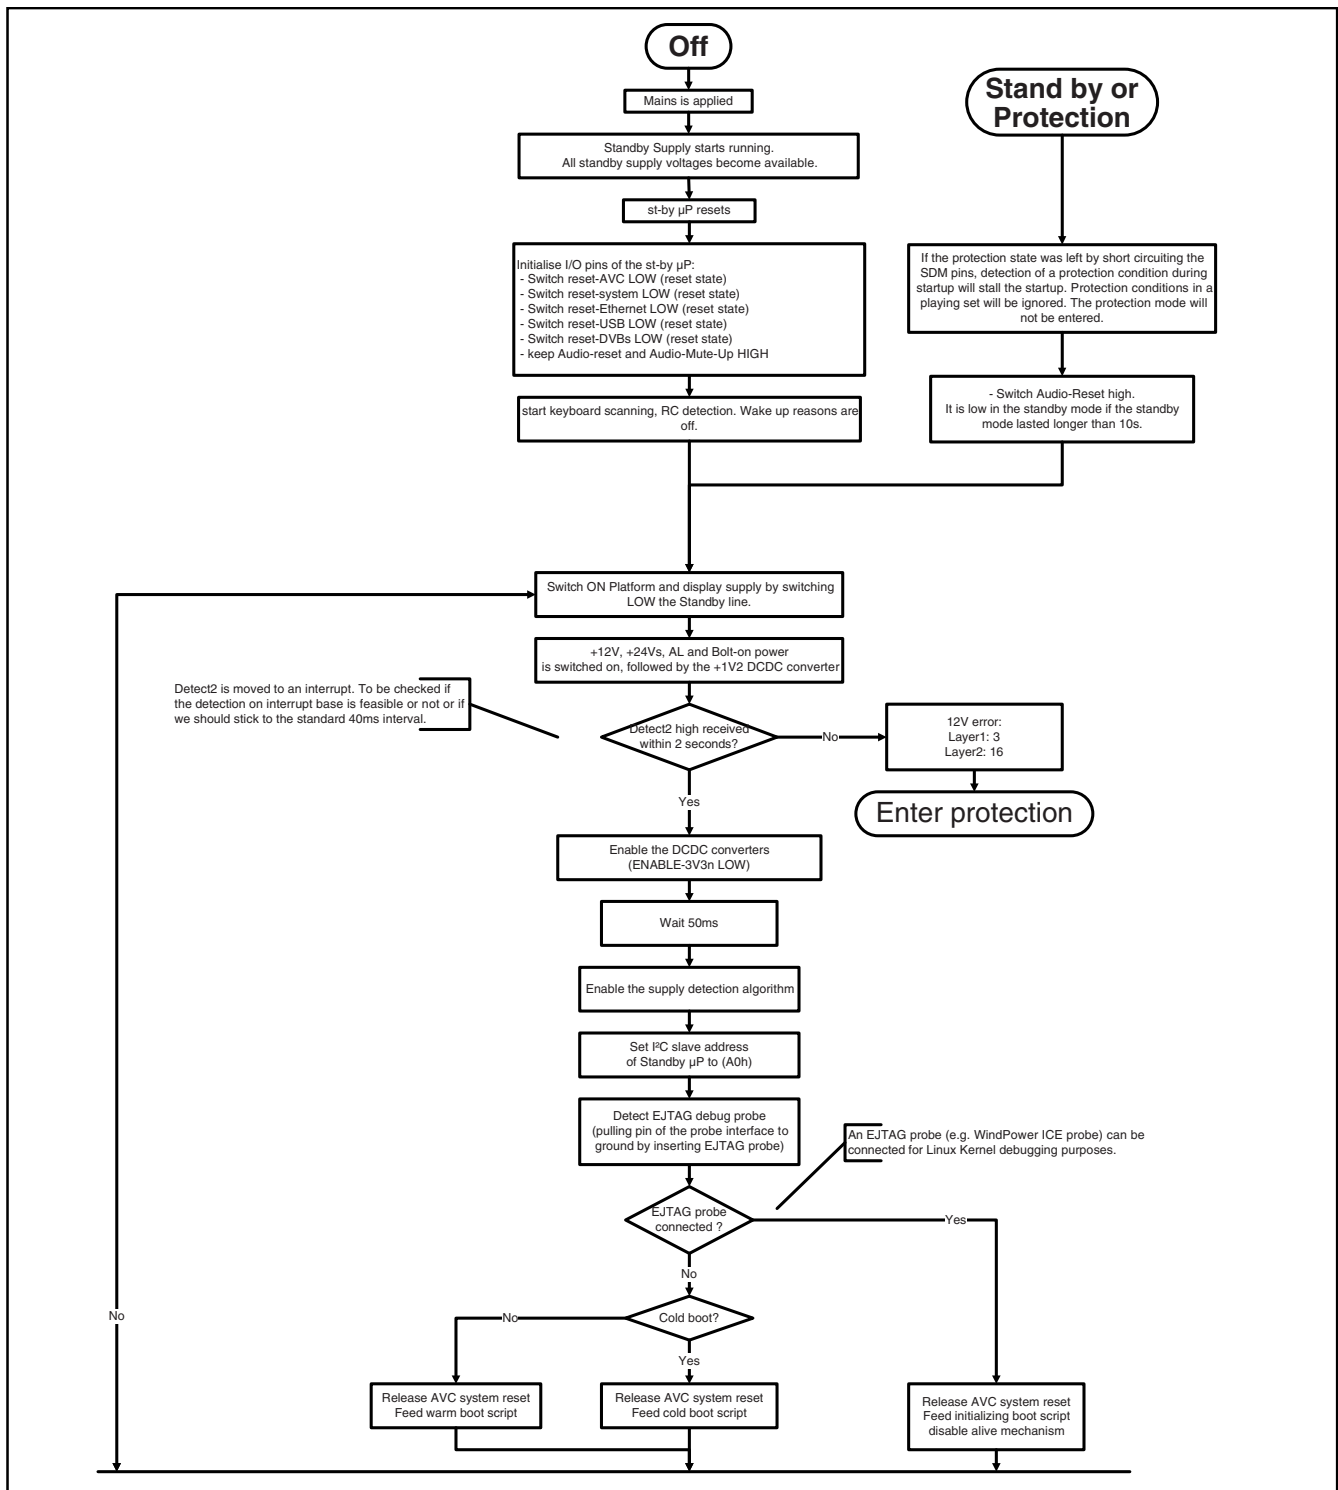 Off
Mains is applied
Stand by or
Protection
Standby Supply starts running.
All standby supply voltages become available.
st-by µP resets
Initialise I/O pins of the st-by µP:
- Switch reset-AVC LOW (reset state)
- Switch reset-system LOW (reset state)
- Switch reset-Ethernet LOW (reset state)
- Switch reset-USB LOW (reset state)
- Switch reset-DVBs LOW (reset state)
- keep Audio-reset and Audio-Mute-Up HIGH
If the protection state was left by short circuiting the
SDM pins, detection of a protection condition during
startup will stall the startup. Protection conditions in a
playing set will be ignored. The protection mode will
not be entered.
start keyboard scanning, RC detection. Wake up reasons are
off.
- Switch Audio-Reset high.
It is low in the standby mode if the standby
mode lasted longer than 10s.
Switch ON Platform and display supply by switching
LOW the Standby line.
+12V, +24Vs, AL and Bolt-on power
is switched on, followed by the +1V2 DCDC converter
Detect2 is moved to an interrupt. To be checked if
the detection on interrupt base is feasible or not or if
we should stick to the standard 40ms interval.
Detect2 high received
within 2 seconds?
No
12V error:
Layer1: 3
Layer2: 16
Enter protection
Yes
Enable the DCDC converters
(ENABLE-3V3n LOW)
Wait 50ms
Enable the supply detection algorithm
Set I²C slave address
of Standby µP to (A0h)
Detect EJTAG debug probe
(pulling pin of the probe interface to
ground by inserting EJTAG probe)
An EJTAG probe (e.g. WindPower ICE probe) can be
connected for Linux Kernel debugging purposes.
EJTAG probe
connected ?
Yes
No
Cold boot?
No
No
Yes
Release AVC system reset
Feed warm boot script
Release AVC system reset
Feed cold boot script
Release AVC system reset
Feed initializing boot script
disable alive mechanism